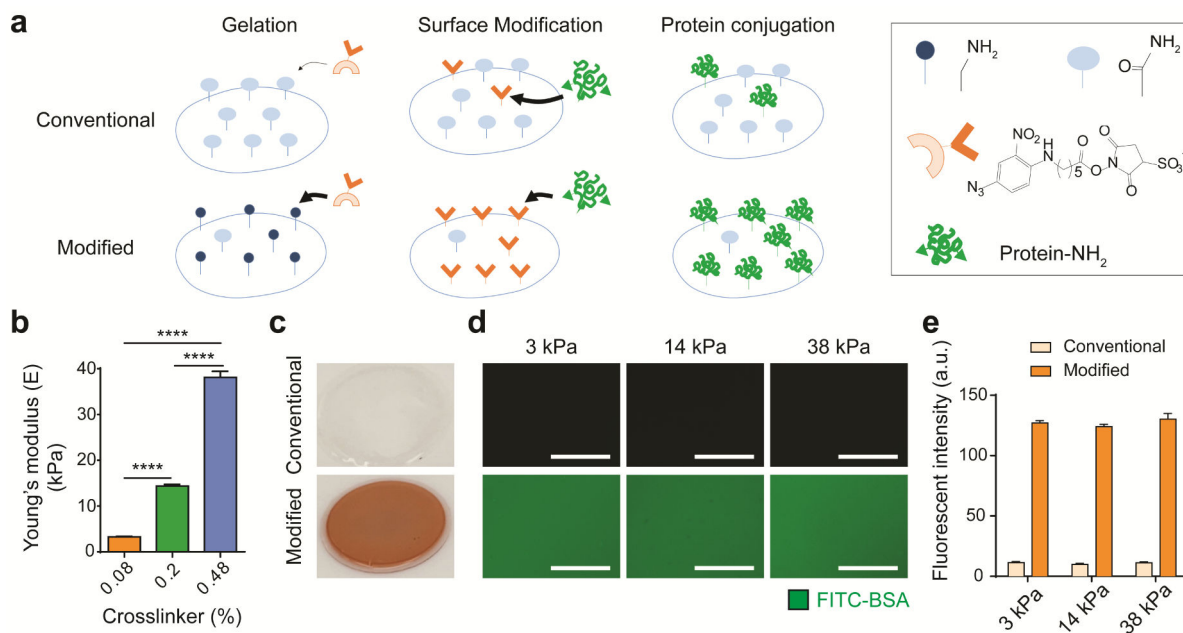 a
Gelation
Surface Modification
Protein conjugation
Conventional
Modified
NH2
NH2
O
NO2
H
N
O
5
O
N
O
O
SO3-
N3
Protein-NH2
b
****
****
****
Young's modulus (E)
(kPa)
40
30
20
10
0
0.08
0.2
0.48
Crosslinker (%)
c
Conventional
Modified
d
3 kPa
14 kPa
38 kPa
FITC-BSA
e
Conventional
Modified
Fluorescent intensity (a.u.)
150
100
50
0
3 kPa
14 kPa
38 kPa